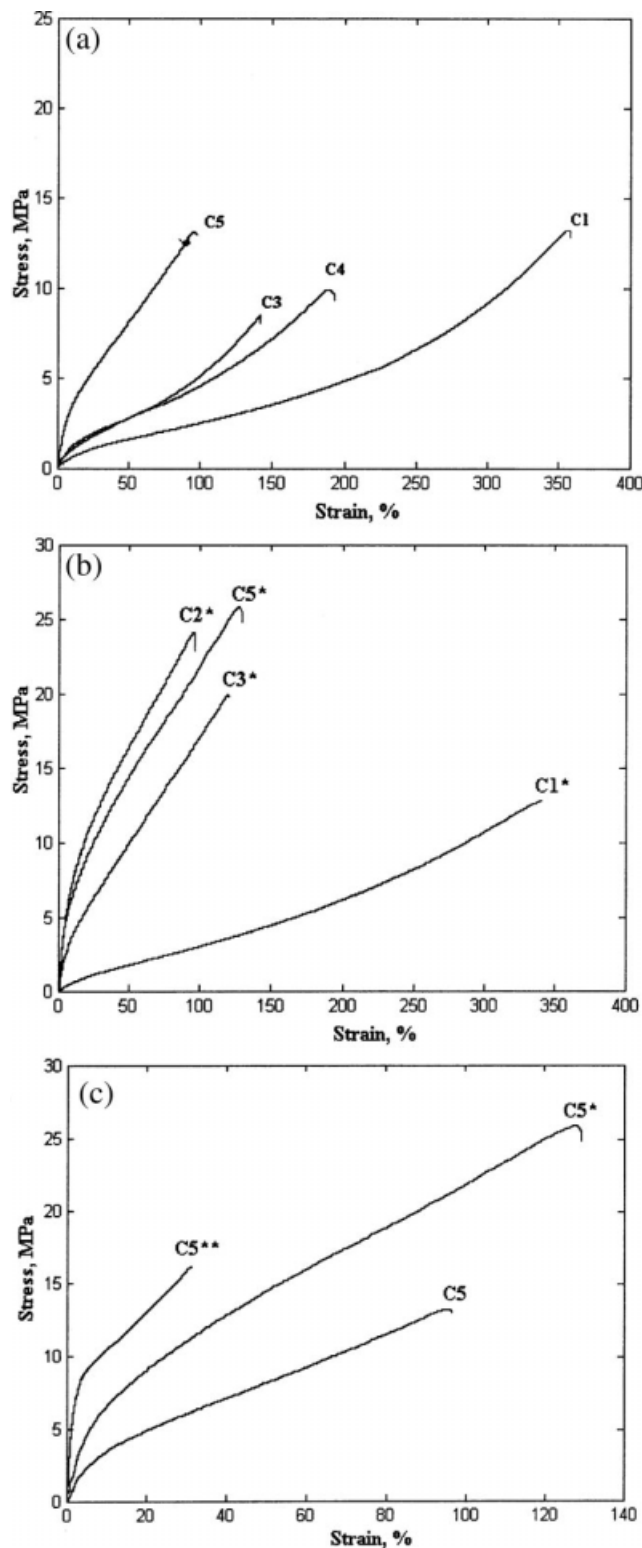 (a)
25
20
15
10
5
0
Stress, MPa
C5
C3
C4
C1
0 50 100 150 200 250 300 350 400
Strain, %
(b)
30
25
20
15
10
5
0
Stress, MPa
C2*
C5*
C3*
C1*
0 50 100 150 200 250 300 350 400
Strain, %
(c)
30
25
20
15
10
5
0
Stress, MPa
C5*
C5**
C5
0 20 40 60 80 100 120 140
Strain, %